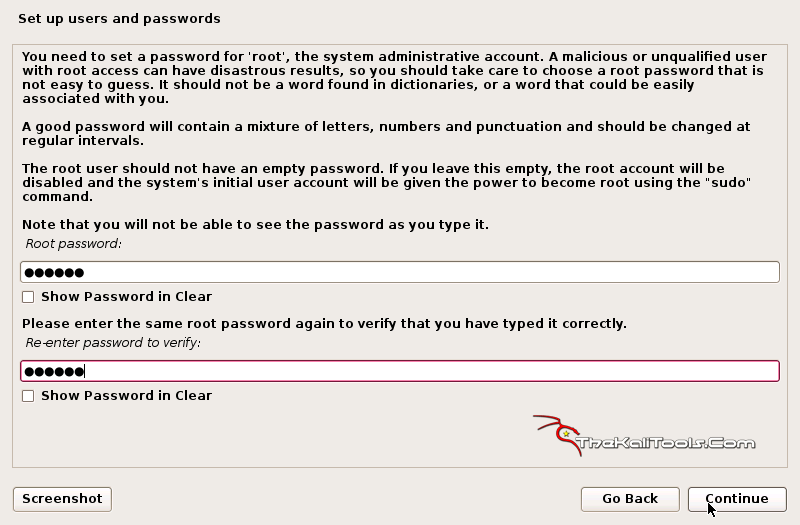 Set up users and passwords
You need to set a password for 'root', the system administrative account. A malicious or unqualified user
with root access can have disastrous results, so you should take care to choose a root password that is
not easy to guess. It should not be a word found in dictionaries, or a word that could be easily
associated with you.
A good password will contain a mixture of letters, numbers and punctuation and should be changed at
regular intervals.
The root user should not have an empty password. If you leave this empty, the root account will be
disabled and the system's initial user account will be given the power to become root using the "sudo"
command.
Note that you will not be able to see the password as you type it.
Root password:
●●●●●●
Show Password in Clear
Please enter the same root password again to verify that you have typed it correctly.
Re-enter password to verify:
●●●●●●
Show Password in Clear
TheKaliTools.Com
Screenshot
Go Back
Continue